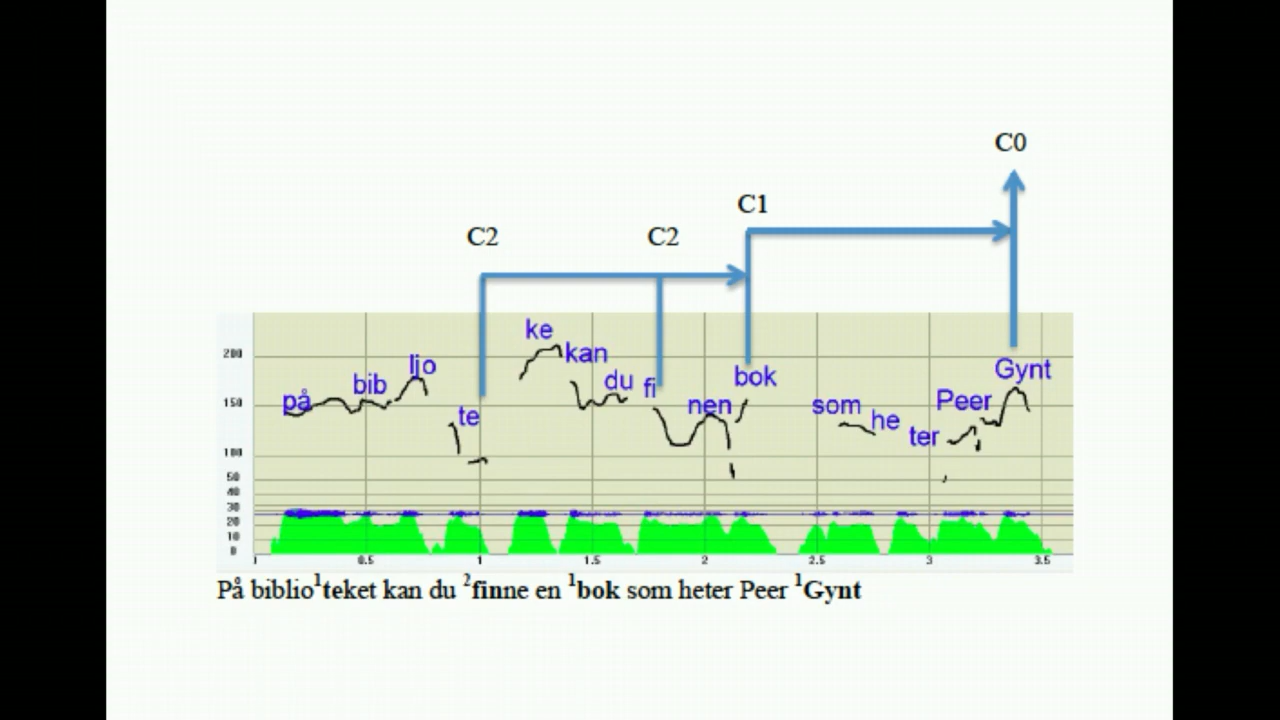 C0
C1
C2 C2
200
150
100
50
40
30
20
10
0
på bib ljo te ke kan du fi nen bok som he ter Peer Gynt
0.5 1 1.5 2 2.5 3 3.5
På biblio¹teket kan du ²finne en ¹bok som heter Peer ¹Gynt